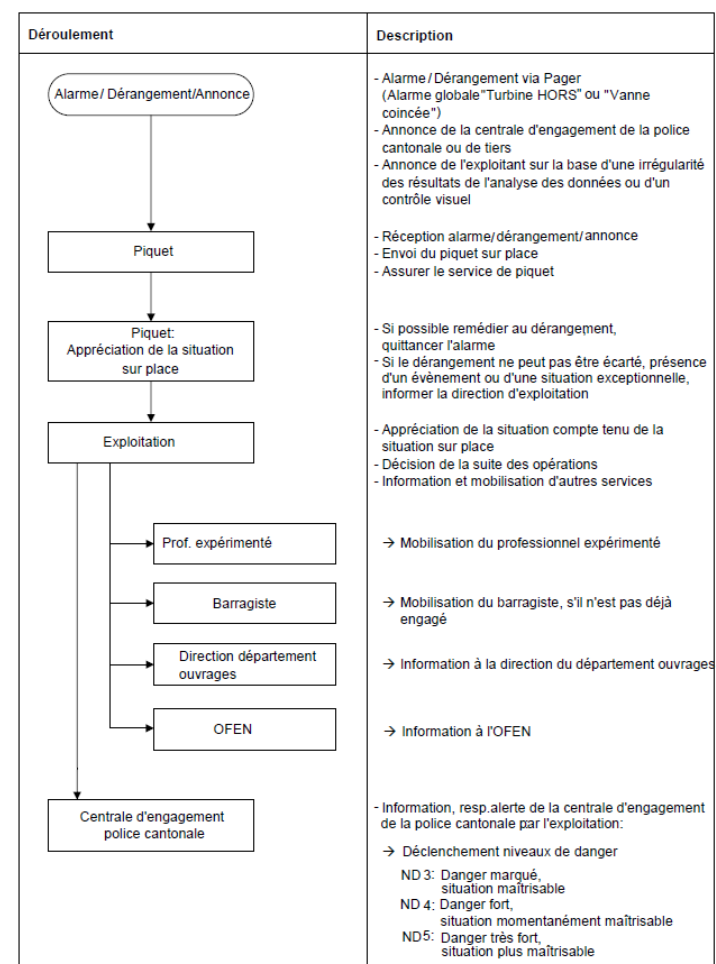 Déroulement
Description
Alarme/ Dérangement/Annonce
- Alarme/Dérangement via Pager
(Alarme globale"Turbine HORS" ou "Vanne
coincée")
- Annonce de la centrale d'engagement de la police
cantonale ou de tiers
- Annonce de l'exploitant sur la base d'une irrégularité
des résultats de l'analyse des données ou d'un
contrôle visuel
Piquet
- Réception alarme/dérangement/annonce
- Envoi du piquet sur place
- Assurer le service de piquet
Piquet:
Appréciation de la situation
sur place
- Si possible remédier au dérangement,
quittancer l'alarme
- Si le dérangement ne peut pas être écarté, présence
d'un évènement ou d'une situation exceptionnelle,
informer la direction d'exploitation
Exploitation
- Appréciation de la situation compte tenu de la
situation sur place
- Décision de la suite des opérations
- Information et mobilisation d'autres services
Prof. expérimenté
→ Mobilisation du professionnel expérimenté
Barragiste
→ Mobilisation du barragiste, s'il n'est pas déjà
engagé
Direction département
ouvrages
→ Information à la direction du département ouvrages
OFEN
→ Information à l'OFEN
Centrale d'engagement
police cantonale
- Information, resp.alerte de la centrale d'engagement
de la police cantonale par l'exploitation:
→ Déclenchement niveaux de danger
ND 3: Danger marqué,
situation maîtrisable
ND 4: Danger fort,
situation momentanément maîtrisable
ND5: Danger très fort,
situation plus maîtrisable